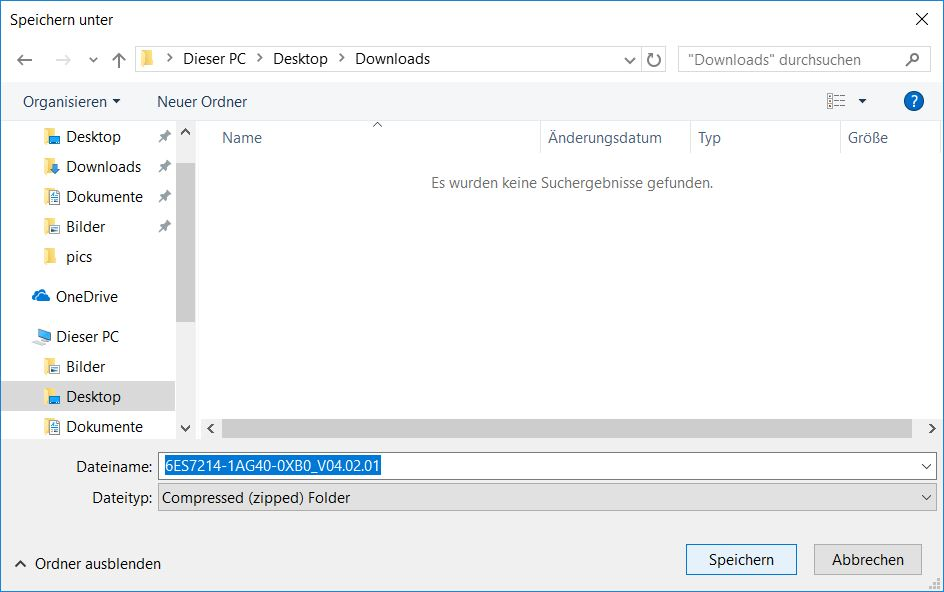 Speichern unter
Dieser PC Desktop Downloads
"Downloads" durchsuchen
Organisieren Neuer Ordner
?
Name Änderungsdatum Typ Größe
Es wurden keine Suchergebnisse gefunden.
Desktop
Downloads
Dokumente
Bilder
pics
OneDrive
Dieser PC
Bilder
Desktop
Dokumente
Dateiname: 6ES7214-1AG40-0XB0_V04.02.01
Dateityp: Compressed (zipped) Folder
Ordner ausblenden
Speichern Abbrechen